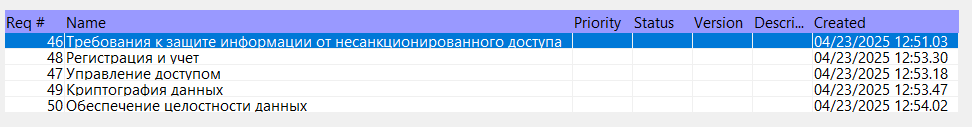 Req # Name Priority Status Version Descri... Created
46 Требования к защите информации от несанкционированного доступа 04/23/2025 12:51.03
48 Регистрация и учет 04/23/2025 12:53.30
47 Управление доступом 04/23/2025 12:53.18
49 Криптография данных 04/23/2025 12:53.47
50 Обеспечение целостности данных 04/23/2025 12:54.02